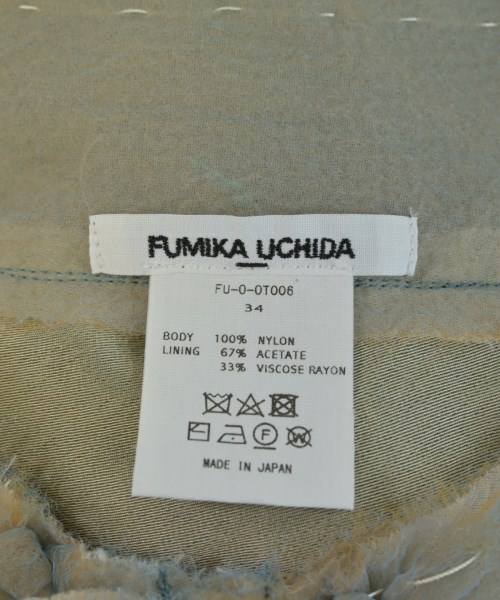 FUMIKA UCHIDA
FU-0-OT006
34
BODY 100% NYLON
LINING 67% ACETATE
33% VISCOSE RAYON
F
W
MADE IN JAPAN